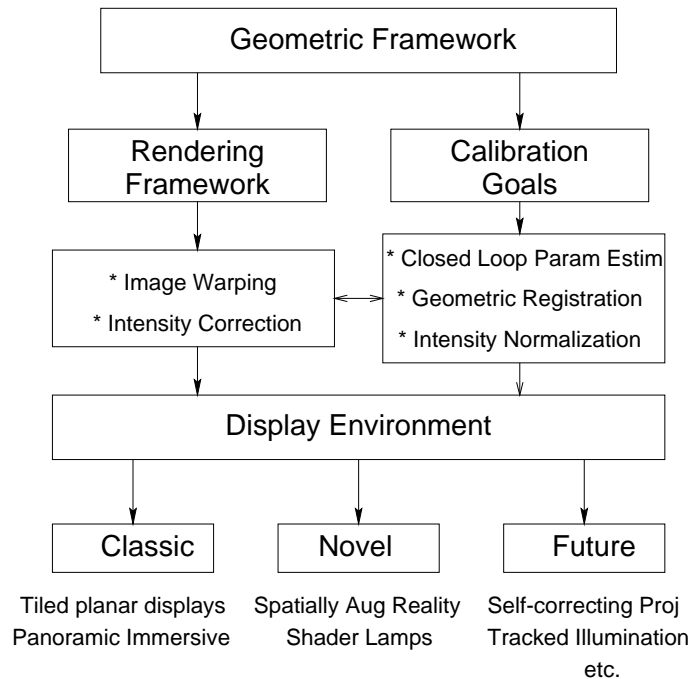 Geometric Framework
Rendering
Framework
Calibration
Goals
* Image Warping
* Intensity Correction
* Closed Loop Param Estim
* Geometric Registration
* Intensity Normalization
Display Environment
Classic
Novel
Future
Tiled planar displays
Panoramic Immersive
Spatially Aug Reality
Shader Lamps
Self-correcting Proj
Tracked Illumination
etc.